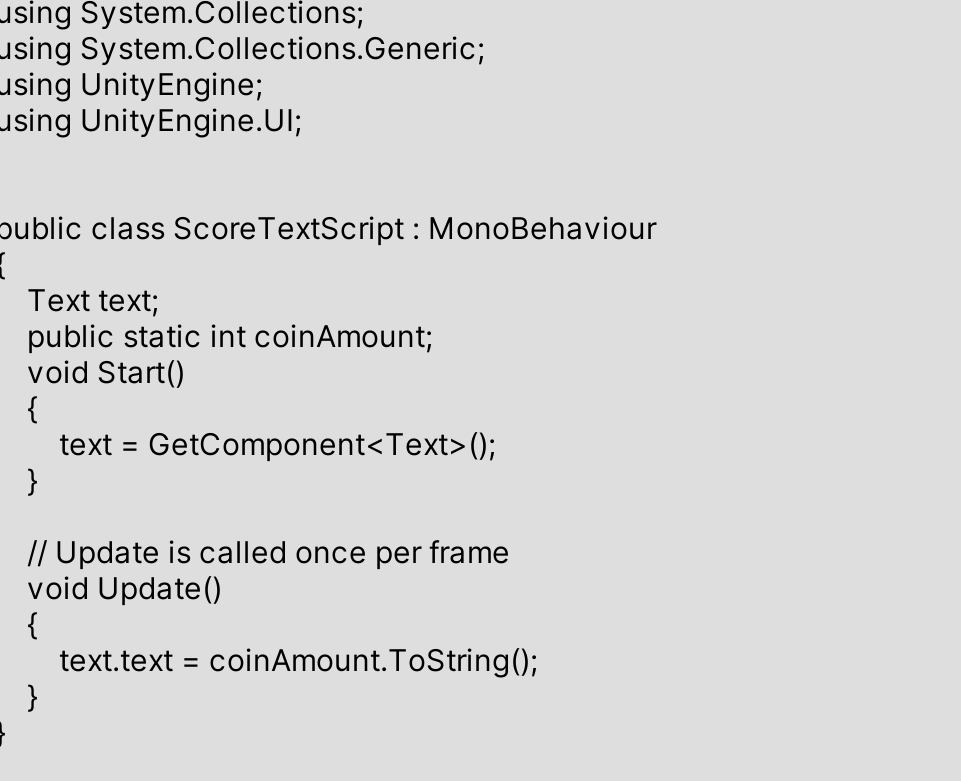 using System.Collections;
using System.Collections.Generic;
using UnityEngine;
using UnityEngine.UI;
public class ScoreTextScript : MonoBehaviour
{
Text text;
public static int coinAmount;
void Start()
{
text = GetComponent<Text>();
}
// Update is called once per frame
void Update()
{
text.text = coinAmount.ToString();
}
}